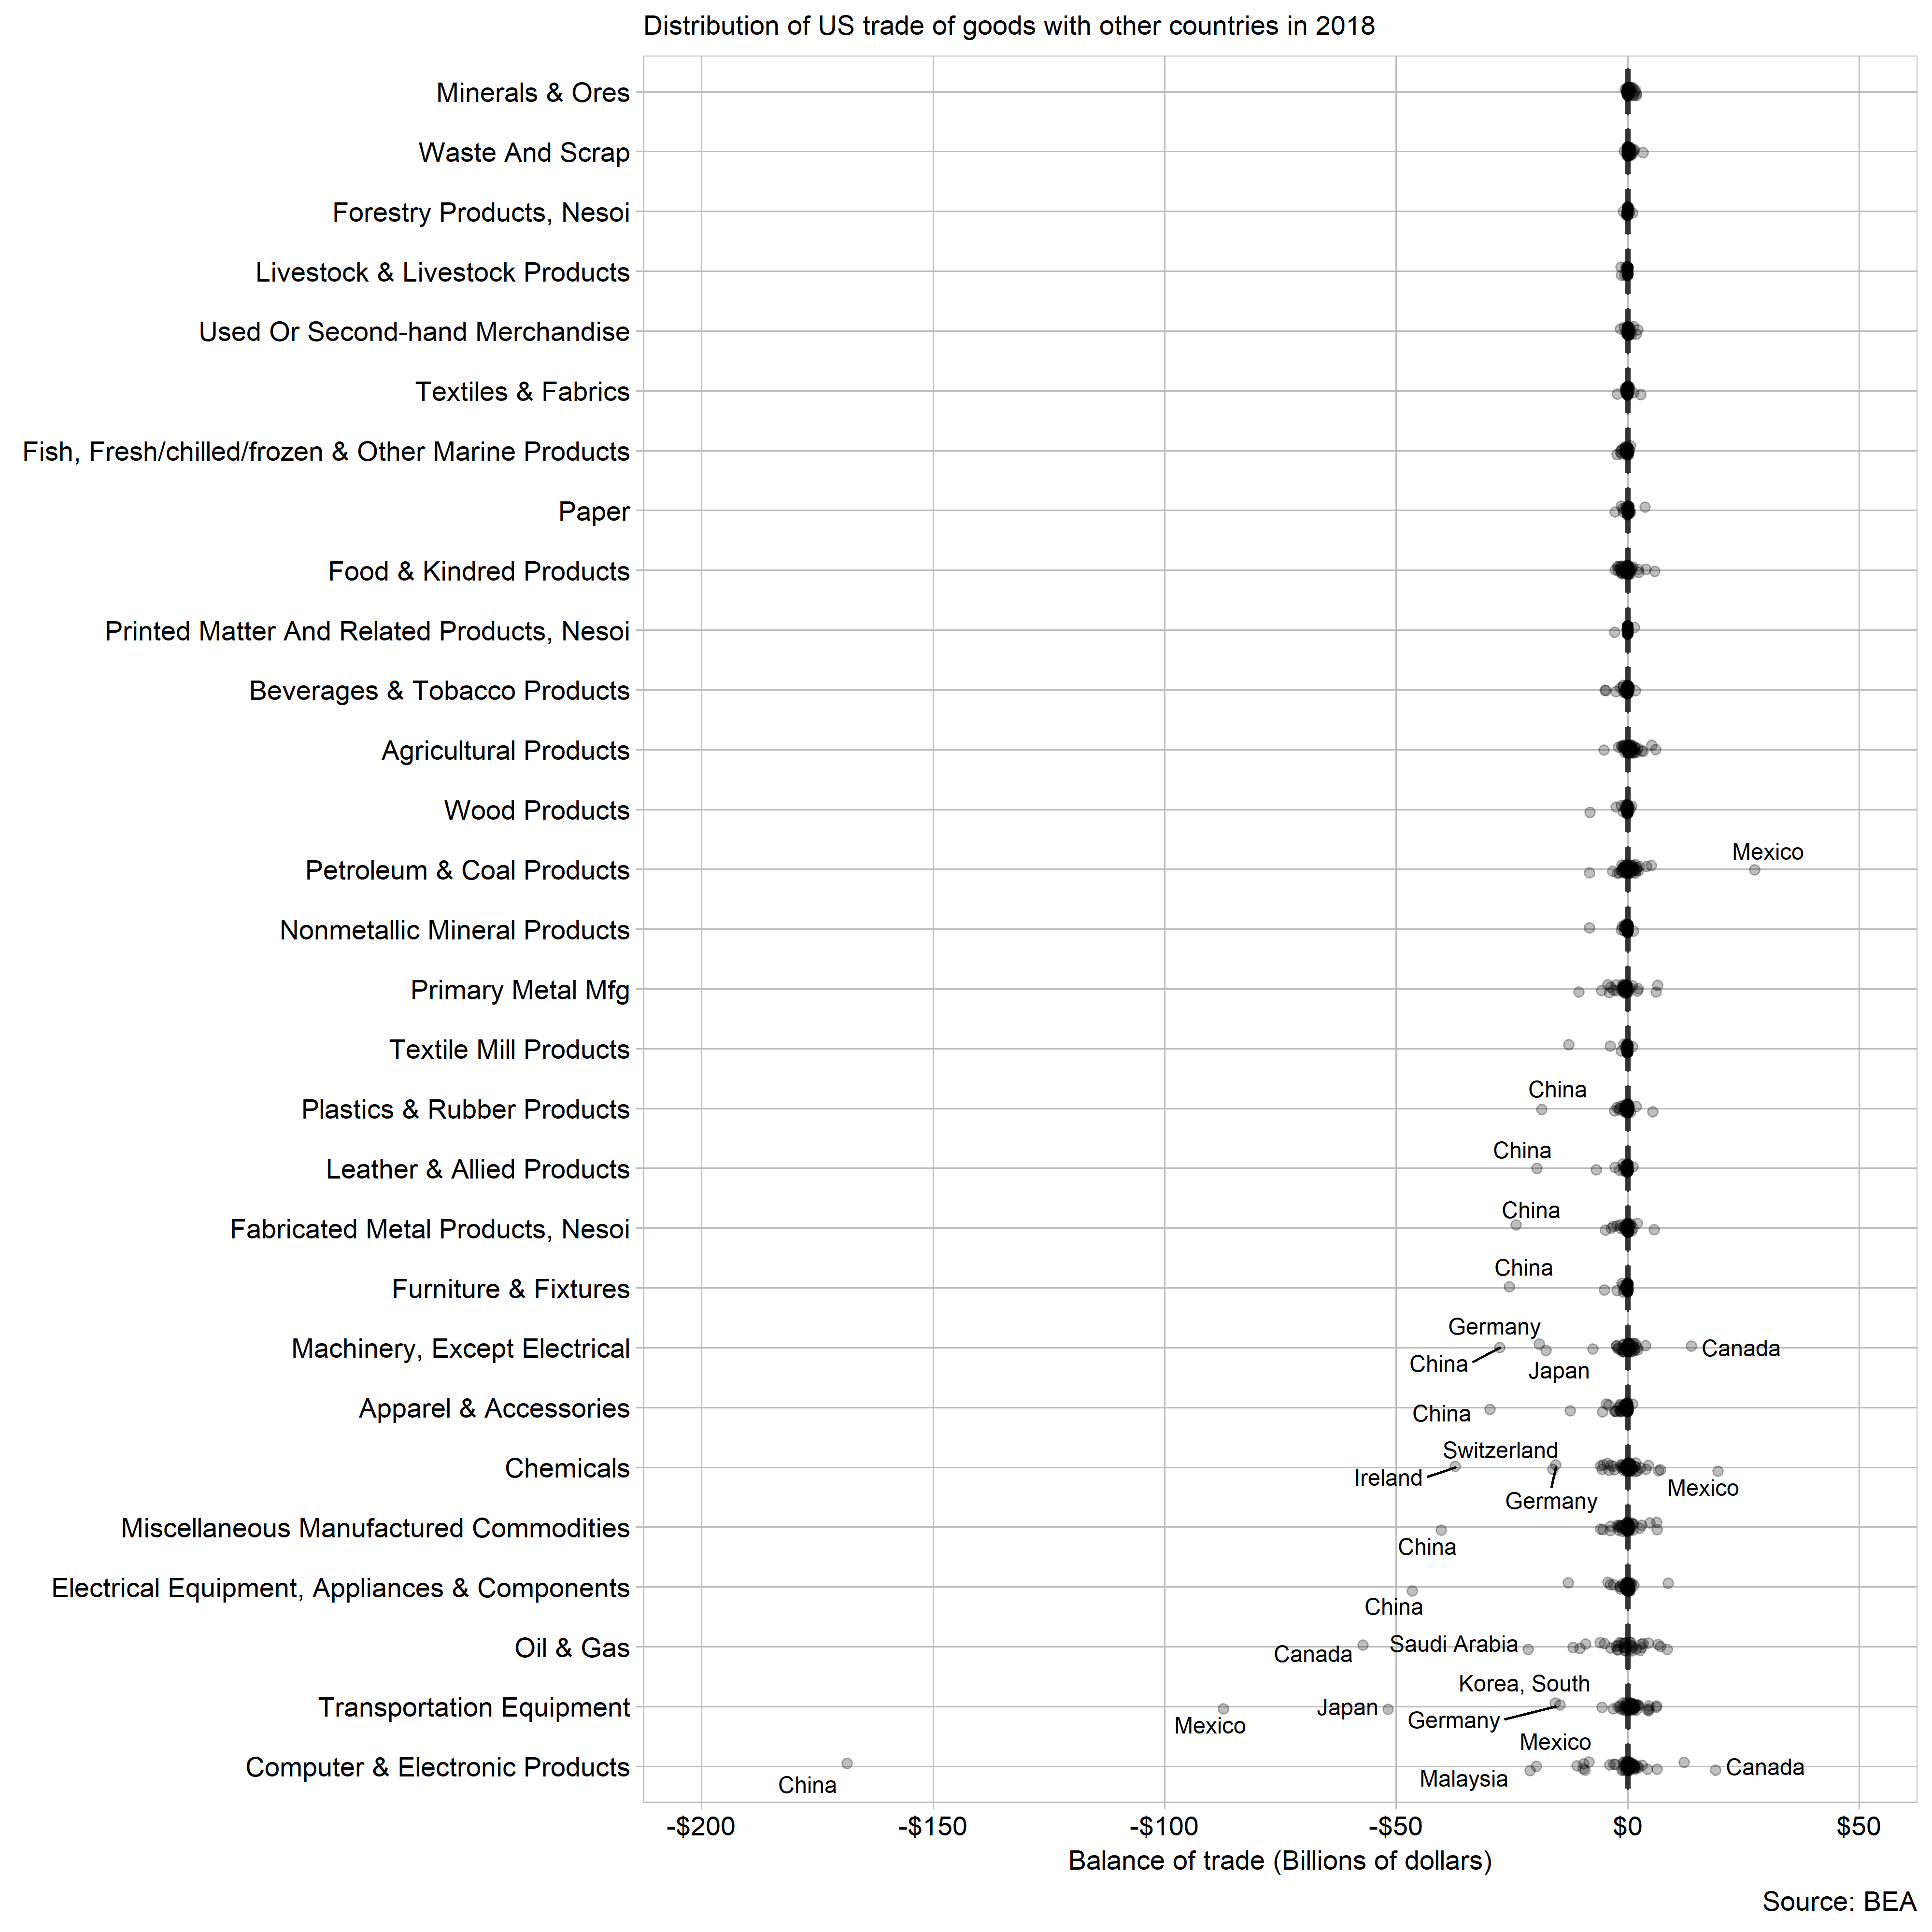 Distribution of US trade of goods with other countries in 2018
Minerals & Ores
Waste And Scrap
Forestry Products, Nesoi
Livestock & Livestock Products
Used Or Second-hand Merchandise
Textiles & Fabrics
Fish, Fresh/chilled/frozen & Other Marine Products
Paper
Food & Kindred Products
Printed Matter And Related Products, Nesoi
Beverages & Tobacco Products
Agricultural Products
Wood Products
Mexico
Petroleum & Coal Products
Nonmetallic Mineral Products
Primary Metal Mfg
Textile Mill Products
China
Plastics & Rubber Products
China
Leather & Allied Products
China
Fabricated Metal Products, Nesoi
China
Furniture & Fixtures
Germany
Machinery, Except Electrical
Canada
China
Japan
Apparel & Accessories
China
Switzerland
Chemicals
Ireland
Mexico
Germany
Miscellaneous Manufactured Commodities
China
Electrical Equipment, Appliances & Components
China
Oil & Gas
Canada
Saudi Arabia
Korea, South
Transportation Equipment
Mexico
Japan
Germany
Mexico
Computer & Electronic Products
China
Malaysia
Canada
-$200
-$150
-$100
-$50
$0
$50
Balance of trade (Billions of dollars)
Source: BEA